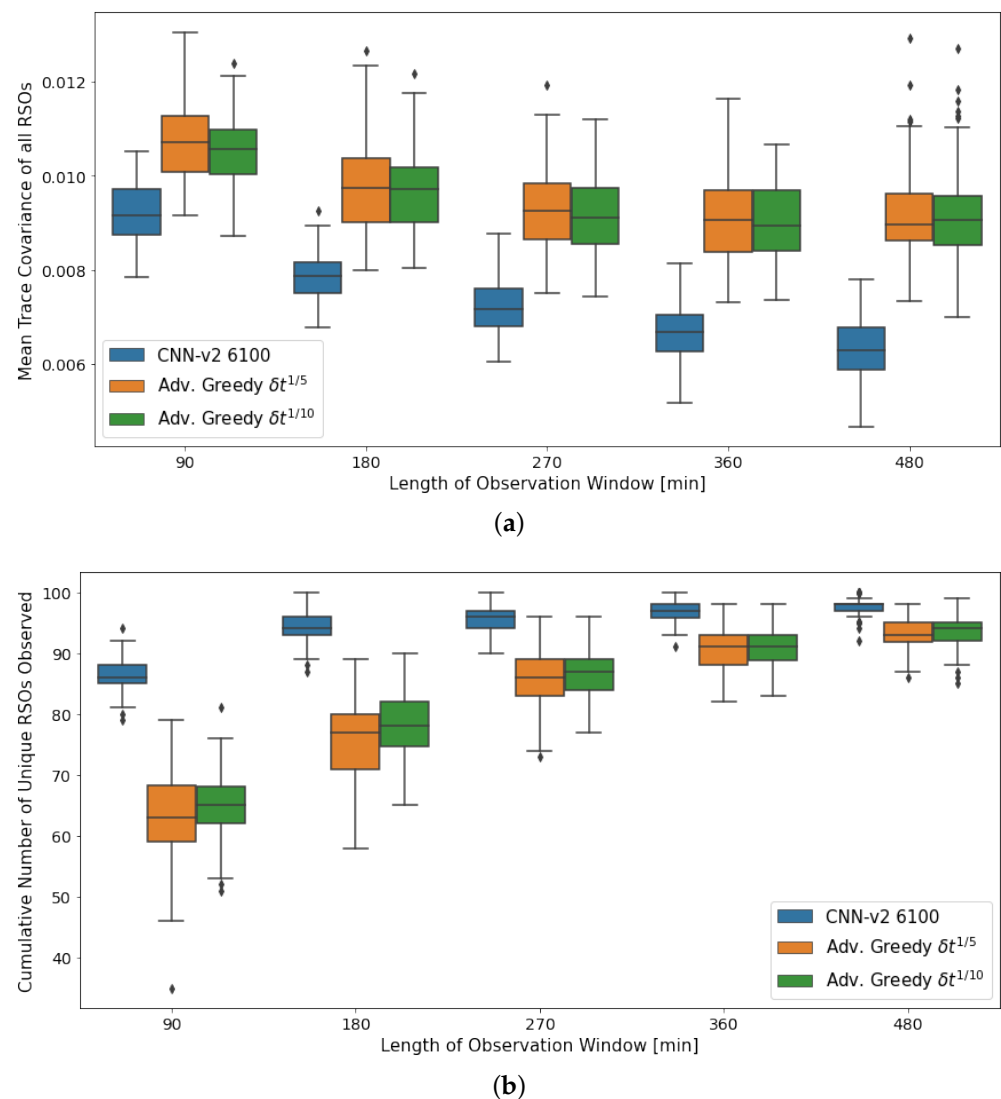 Mean Trace Covariance of all RSOs
0.012
0.010
0.008
0.006
CNN-v2 6100
Adv. Greedy δt^{1/5}
Adv. Greedy δt^{1/10}
90 180 270 360 480
Length of Observation Window [min]
(a)
Cumulative Number of Unique RSOs Observed
100
90
80
70
60
50
40
CNN-v2 6100
Adv. Greedy δt^{1/5}
Adv. Greedy δt^{1/10}
90 180 270 360 480
Length of Observation Window [min]
(b)